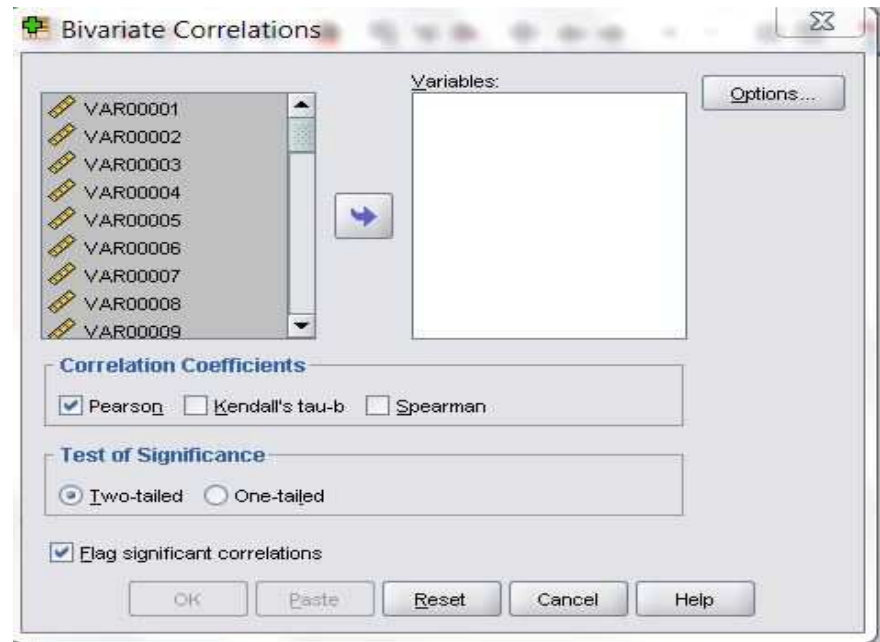 Bivariate Correlations
VAR00001
VAR00002
VAR00003
VAR00004
VAR00005
VAR00006
VAR00007
VAR00008
VAR00009
Variables:
Options...
Correlation Coefficients
Pearson Kendall's tau-b Spearman
Test of Significance
Two-tailed One-tailed
Flag significant correlations
OK Paste Reset Cancel Help